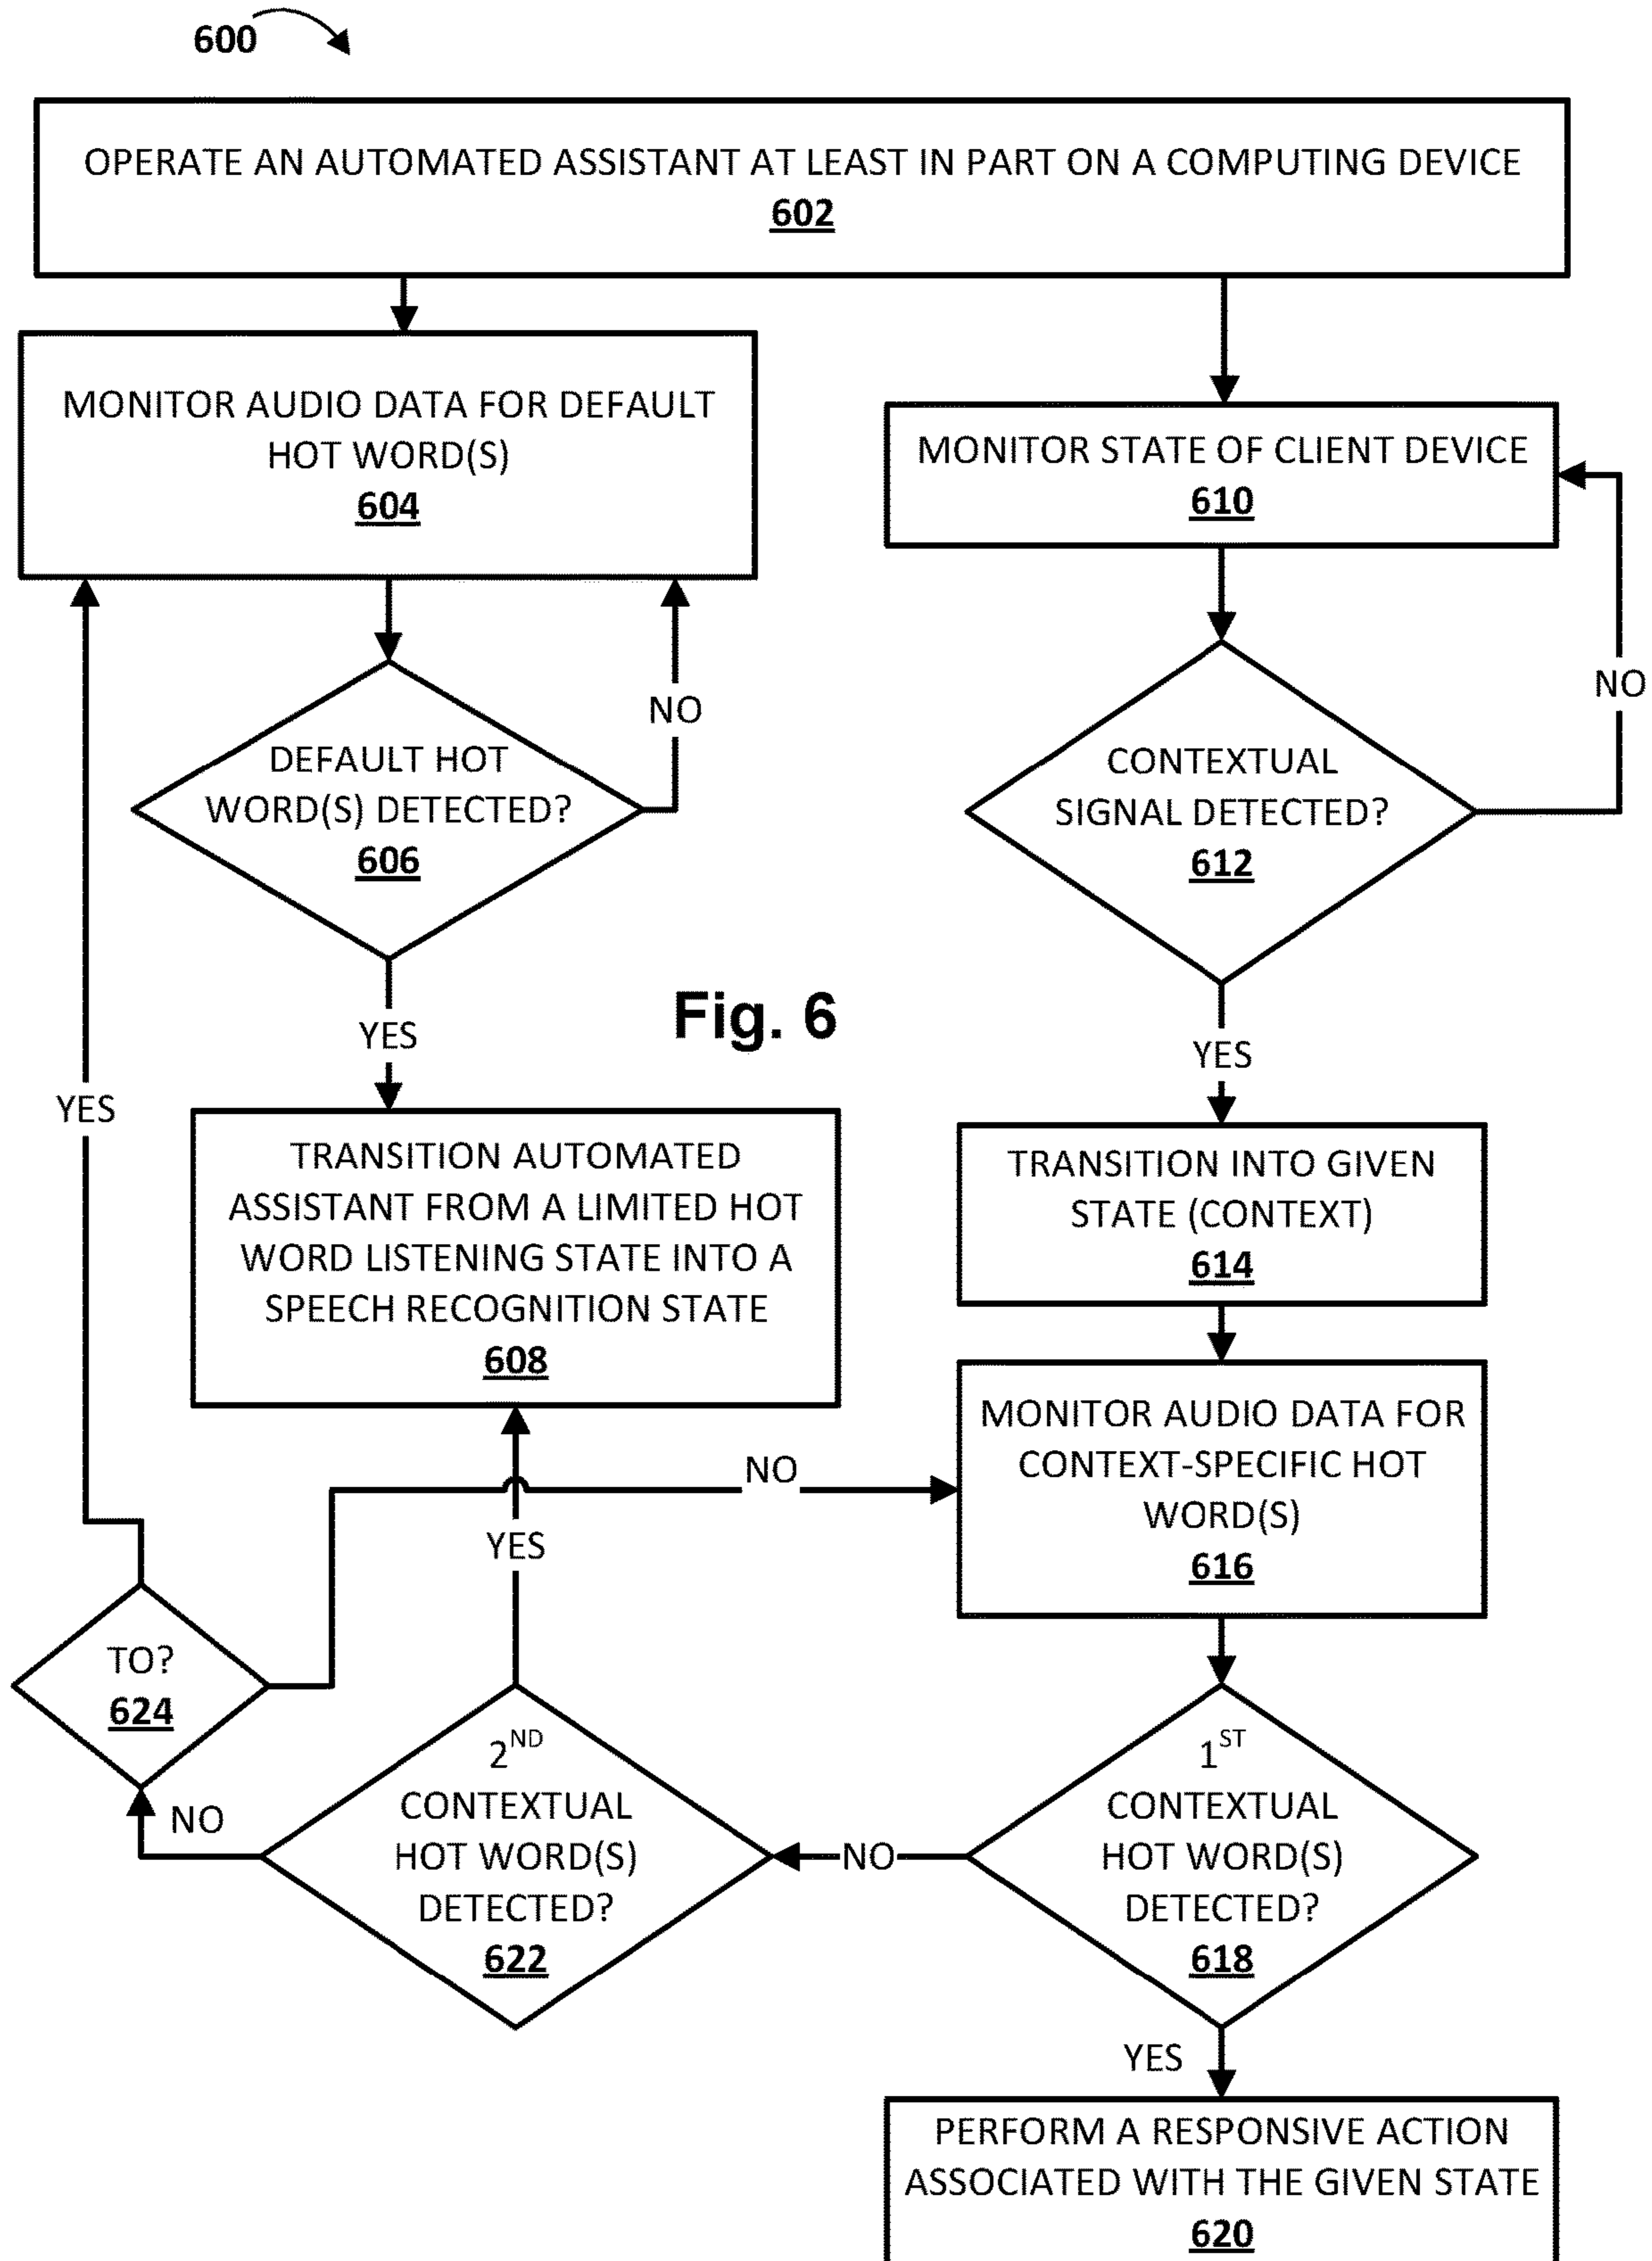 600
OPERATE AN AUTOMATED ASSISTANT AT LEAST IN PART ON A COMPUTING DEVICE
602
MONITOR AUDIO DATA FOR DEFAULT
HOT WORD(S)
604
MONITOR STATE OF CLIENT DEVICE
610
NO
NO
DEFAULT HOT
WORD(S) DETECTED?
606
CONTEXTUAL
SIGNAL DETECTED?
612
Fig. 6
YES
YES
YES
TRANSITION AUTOMATED
ASSISTANT FROM A LIMITED HOT
WORD LISTENING STATE INTO A
SPEECH RECOGNITION STATE
608
TRANSITION INTO GIVEN
STATE (CONTEXT)
614
MONITOR AUDIO DATA FOR
CONTEXT-SPECIFIC HOT
WORD(S)
616
NO
YES
TO?
624
2ND
CONTEXTUAL
HOT WORD(S)
DETECTED?
622
1ST
CONTEXTUAL
HOT WORD(S)
DETECTED?
618
NO
NO
YES
PERFORM A RESPONSIVE ACTION
ASSOCIATED WITH THE GIVEN STATE
620